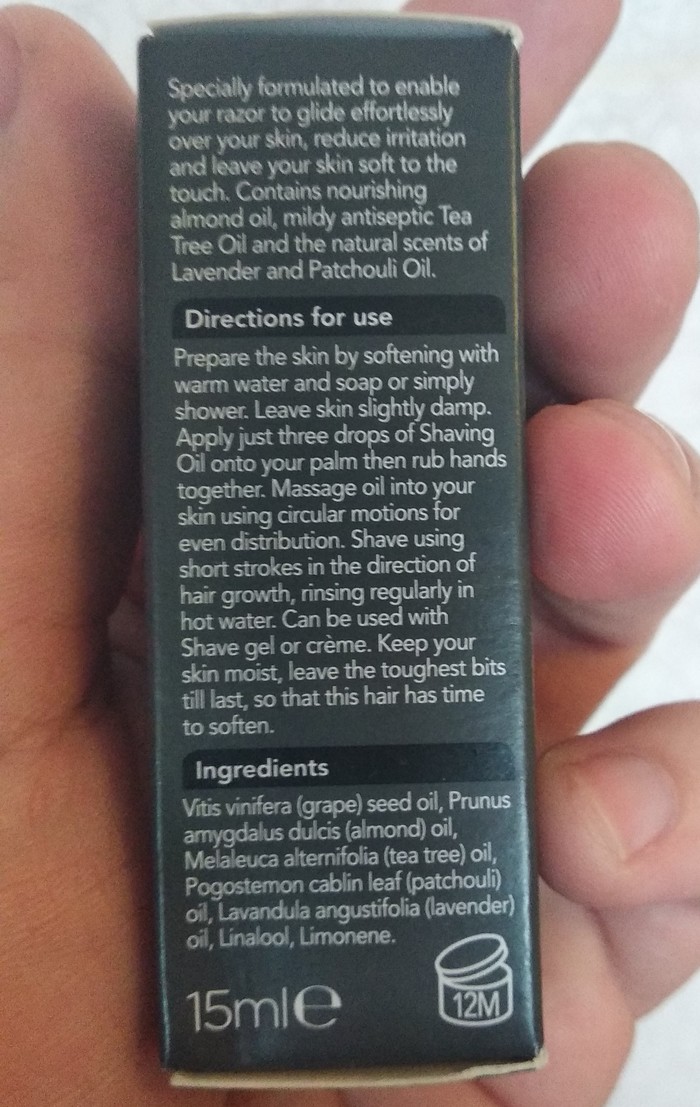 Specially formulated to enable
your razor to glide effortlessly
over your skin, reduce irritation
and leave your skin soft to the
touch. Contains nourishing
almond oil, mildy antiseptic Tea
Tree Oil and the natural scents of
Lavender and Patchouli Oil.
Directions for use
Prepare the skin by softening with
warm water and soap or simply
shower. Leave skin slightly damp.
Apply just three drops of Shaving
Oil onto your palm then rub hands
together. Massage oil into your
skin using circular motions for
even distribution. Shave using
short strokes in the direction of
hair growth, rinsing regularly in
hot water. Can be used with
Shave gel or crème. Keep your
skin moist, leave the toughest bits
till last, so that this hair has time
to soften.
Ingredients
Vitis vinifera (grape) seed oil, Prunus
amygdalus dulcis (almond) oil,
Melaleuca alternifolia (tea tree) oil,
Pogostemon cablin leaf (patchouli)
oil, Lavandula angustifolia (lavender)
oil, Linalool, Limonene.
15ml℮
12M